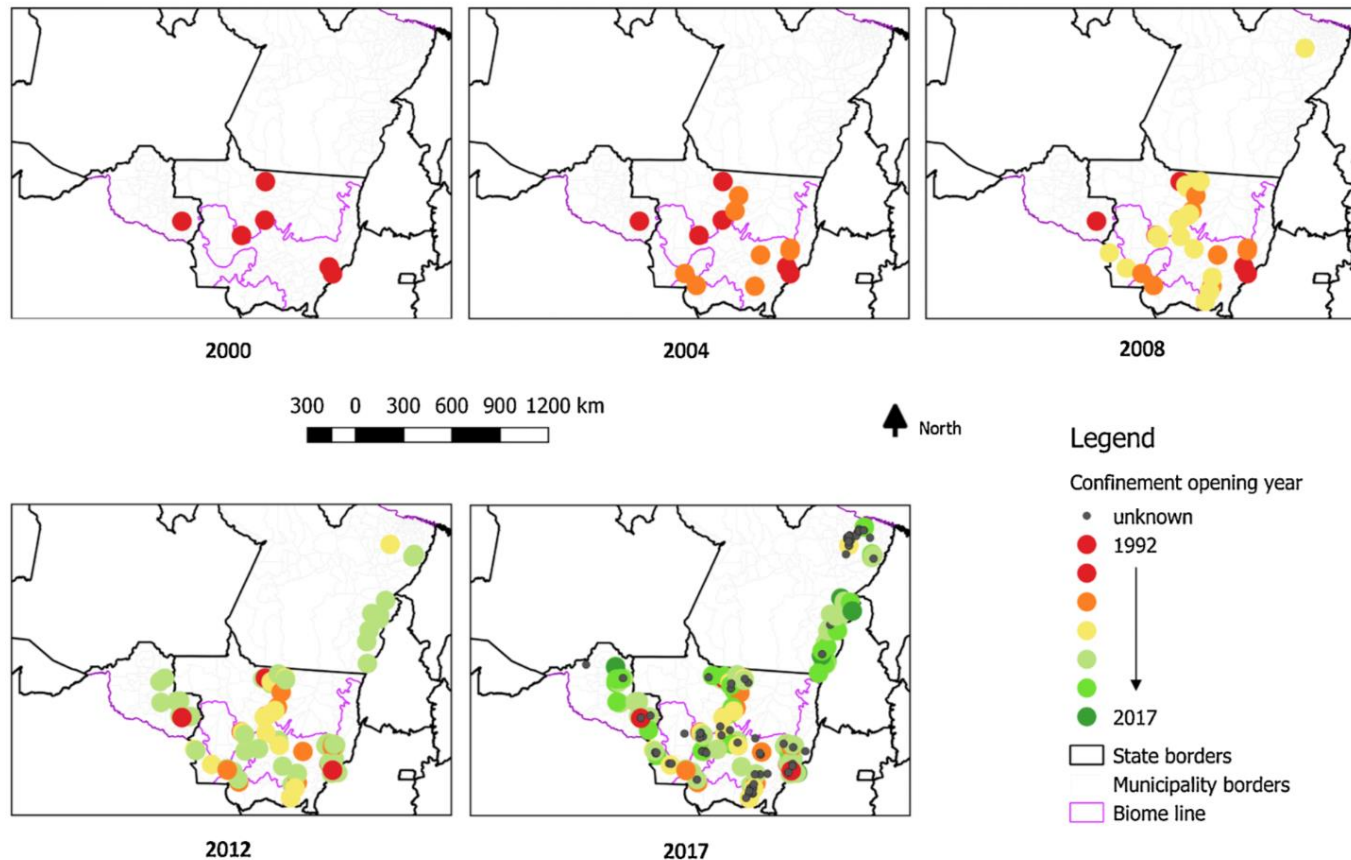 2000
2004
2008
300 0 300 600 900 1200 km
North
Legend
Confinement opening year
unknown
1992
2017
State borders
Municipality borders
Biome line
2012
2017